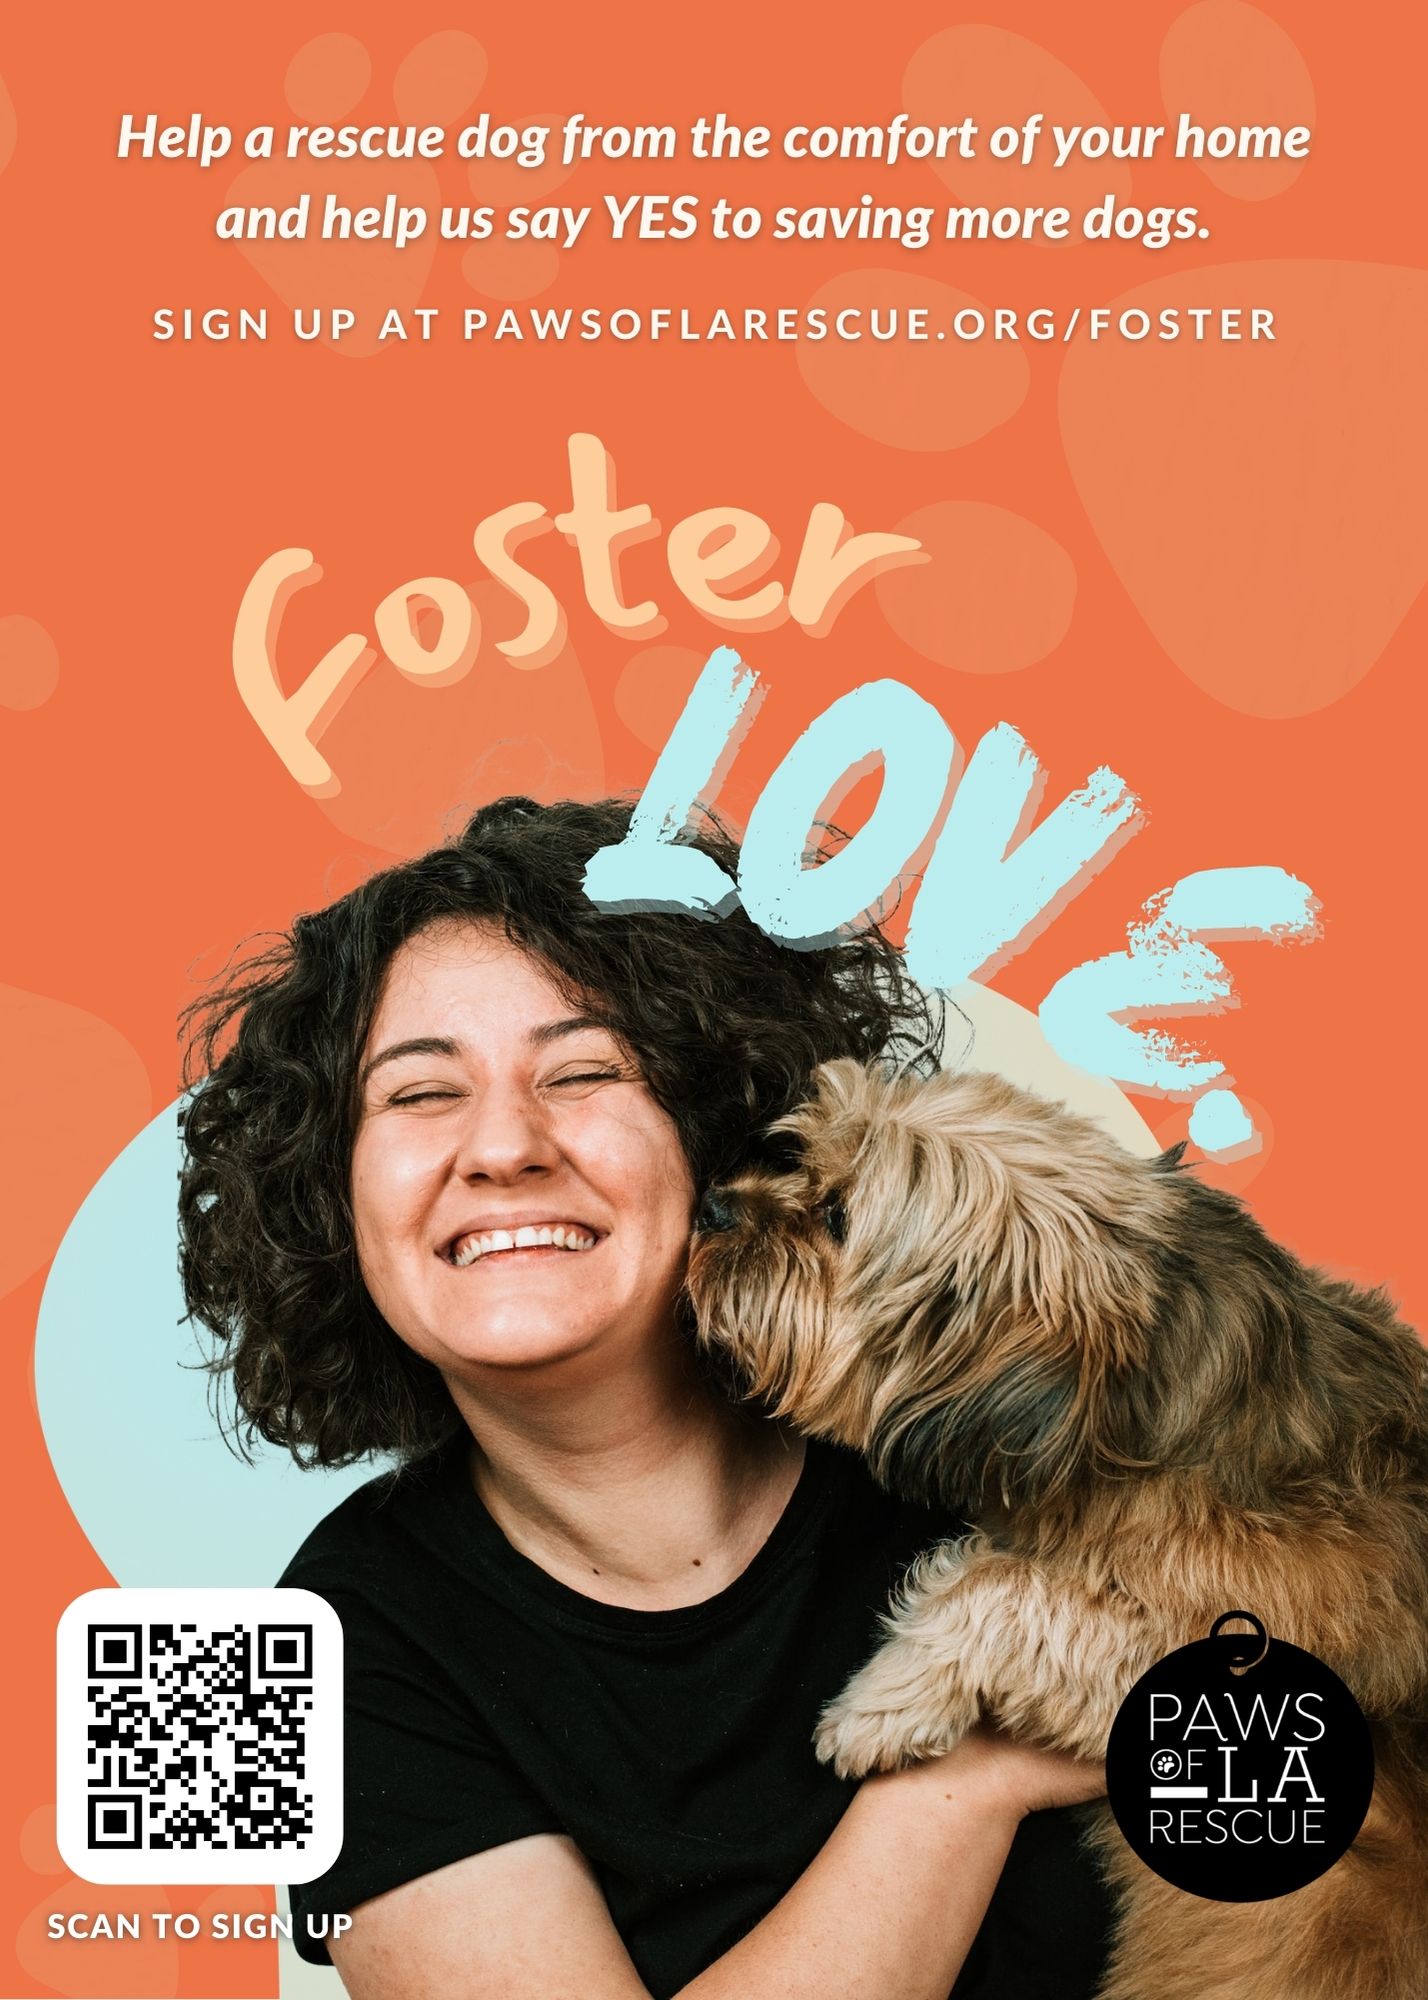 Help a rescue dog from the comfort of your home
and help us say YES to saving more dogs.
SIGN UP AT PAWSOFLARESCUE.ORG/FOSTER
Foster
LOVE.
SCAN TO SIGN UP
PAWS
OF LA
RESCUE